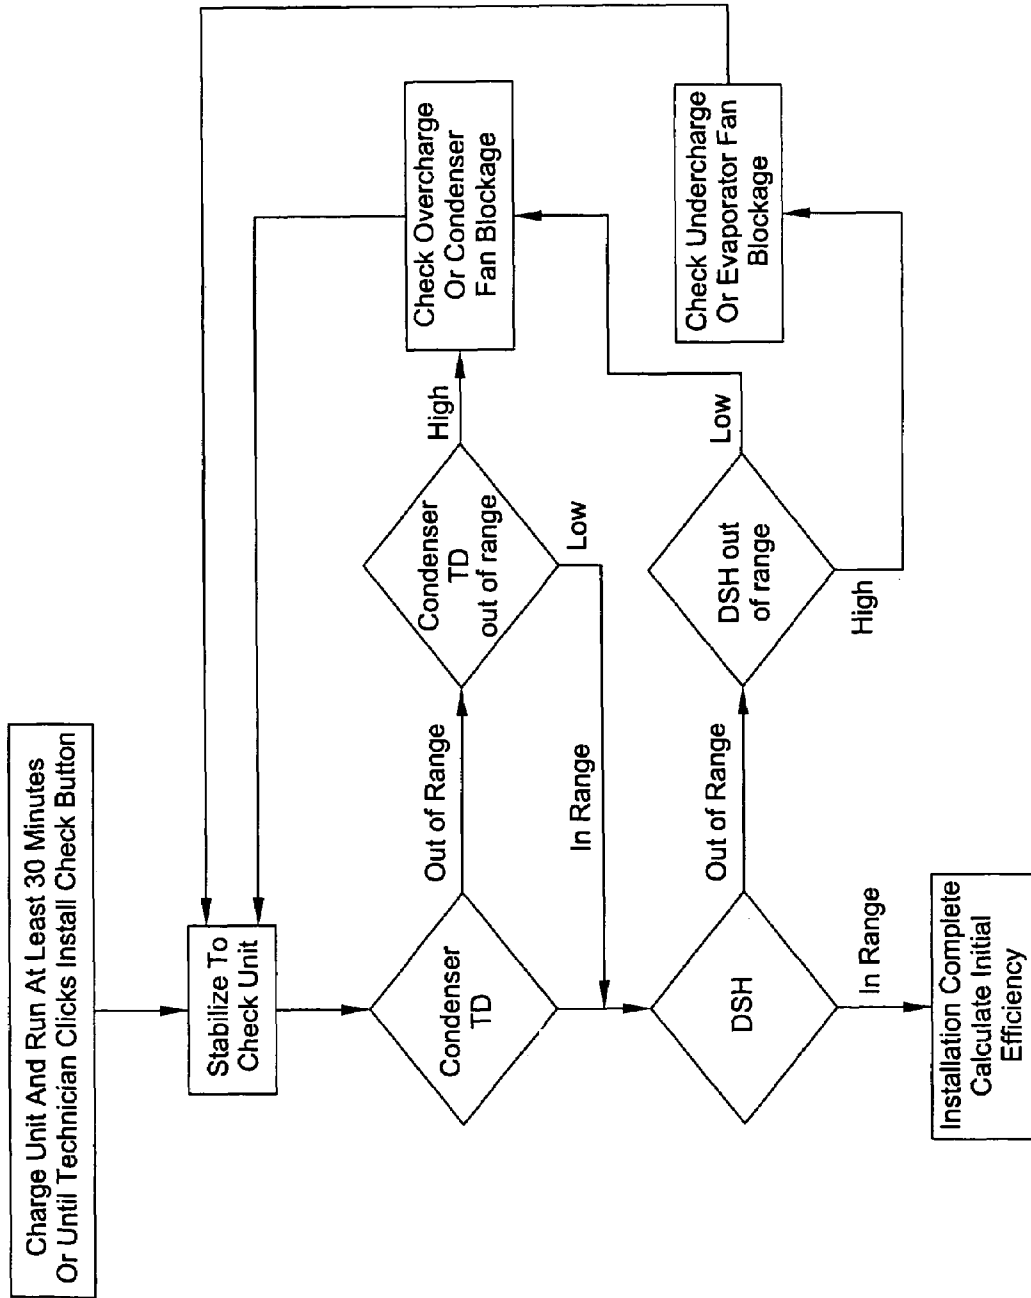 Charge Unit And Run At Least 30 Minutes
Or Until Technician Clicks Install Check Button
Stabilize To
Check Unit
Condenser
TD
Out of Range
Condenser
TD
out of range
High
Check Overcharge
Or Condenser
Fan Blockage
Low
In Range
DSH
Out of Range
DSH out
of range
Low
High
Check Undercharge
Or Evaporator Fan
Blockage
In Range
Installation Complete
Calculate Initial
Efficiency